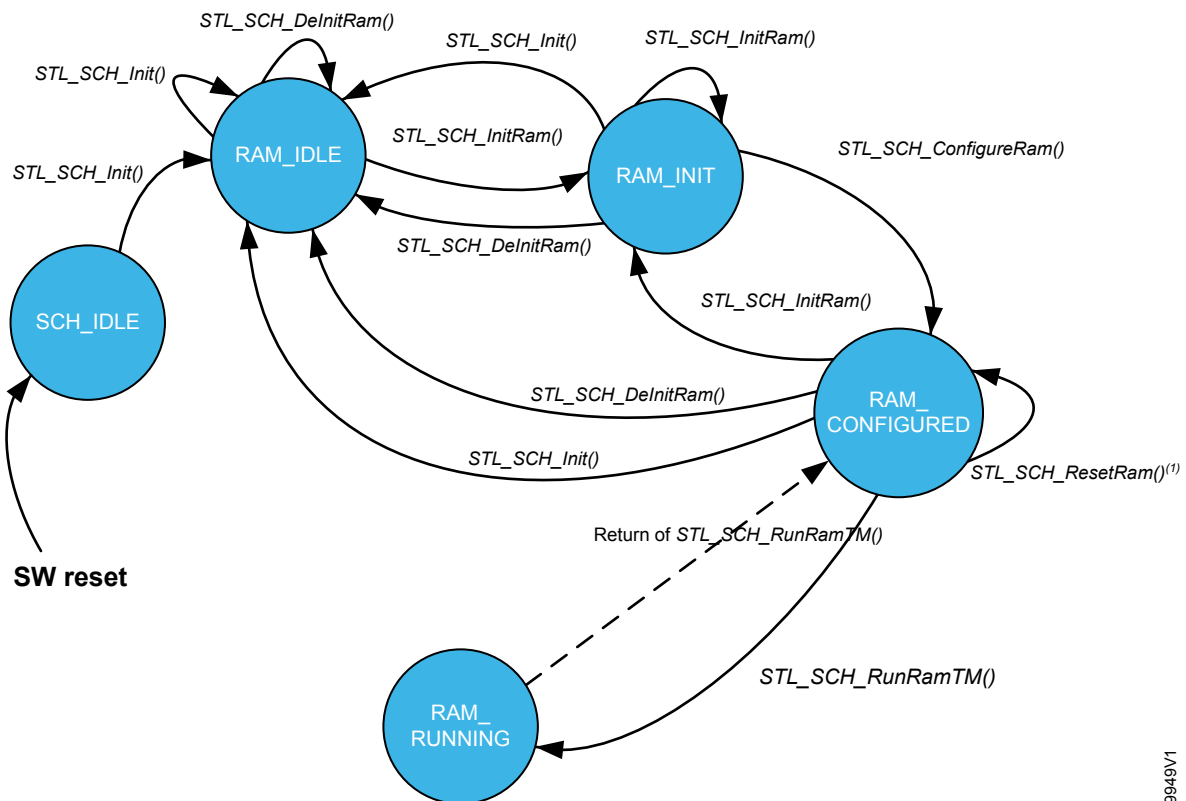 STL_SCH_DeInitRam()
STL_SCH_Init()
STL_SCH_InitRam()
STL_SCH_Init()
RAM_IDLE
STL_SCH_InitRam()
RAM_INIT
STL_SCH_ConfigureRam()
STL_SCH_Init()
STL_SCH_DeInitRam()
STL_SCH_InitRam()
SCH_IDLE
STL_SCH_DeInitRam()
RAM_
CONFIGURED
STL_SCH_Init()
STL_SCH_ResetRam()(1)
Return of STL_SCH_RunRamTM()
SW reset
STL_SCH_RunRamTM()
RAM_
RUNNING
9949V1